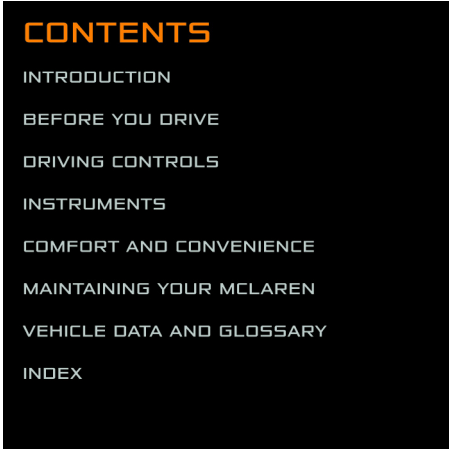 CONTENTS
INTRODUCTION
BEFORE YOU DRIVE
DRIVING CONTROLS
INSTRUMENTS
COMFORT AND CONVENIENCE
MAINTAINING YOUR MCLAREN
VEHICLE DATA AND GLOSSARY
INDEX